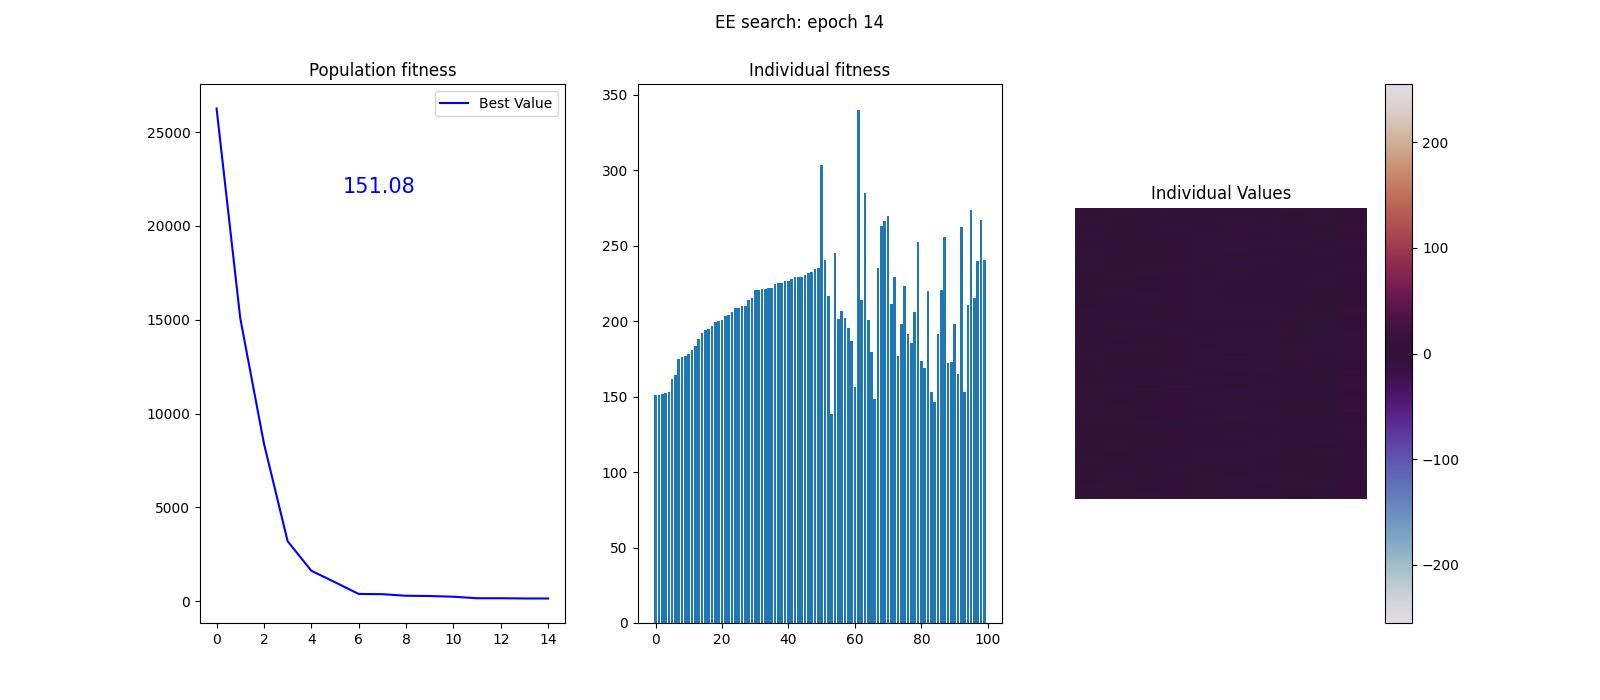 EE search: epoch 14
Population fitness
Best Value
151.08
25000
20000
15000
10000
5000
0
0 2 4 6 8 10 12 14
Individual fitness
350
300
250
200
150
100
50
0
0 20 40 60 80 100
Individual Values
200
100
0
−100
−200